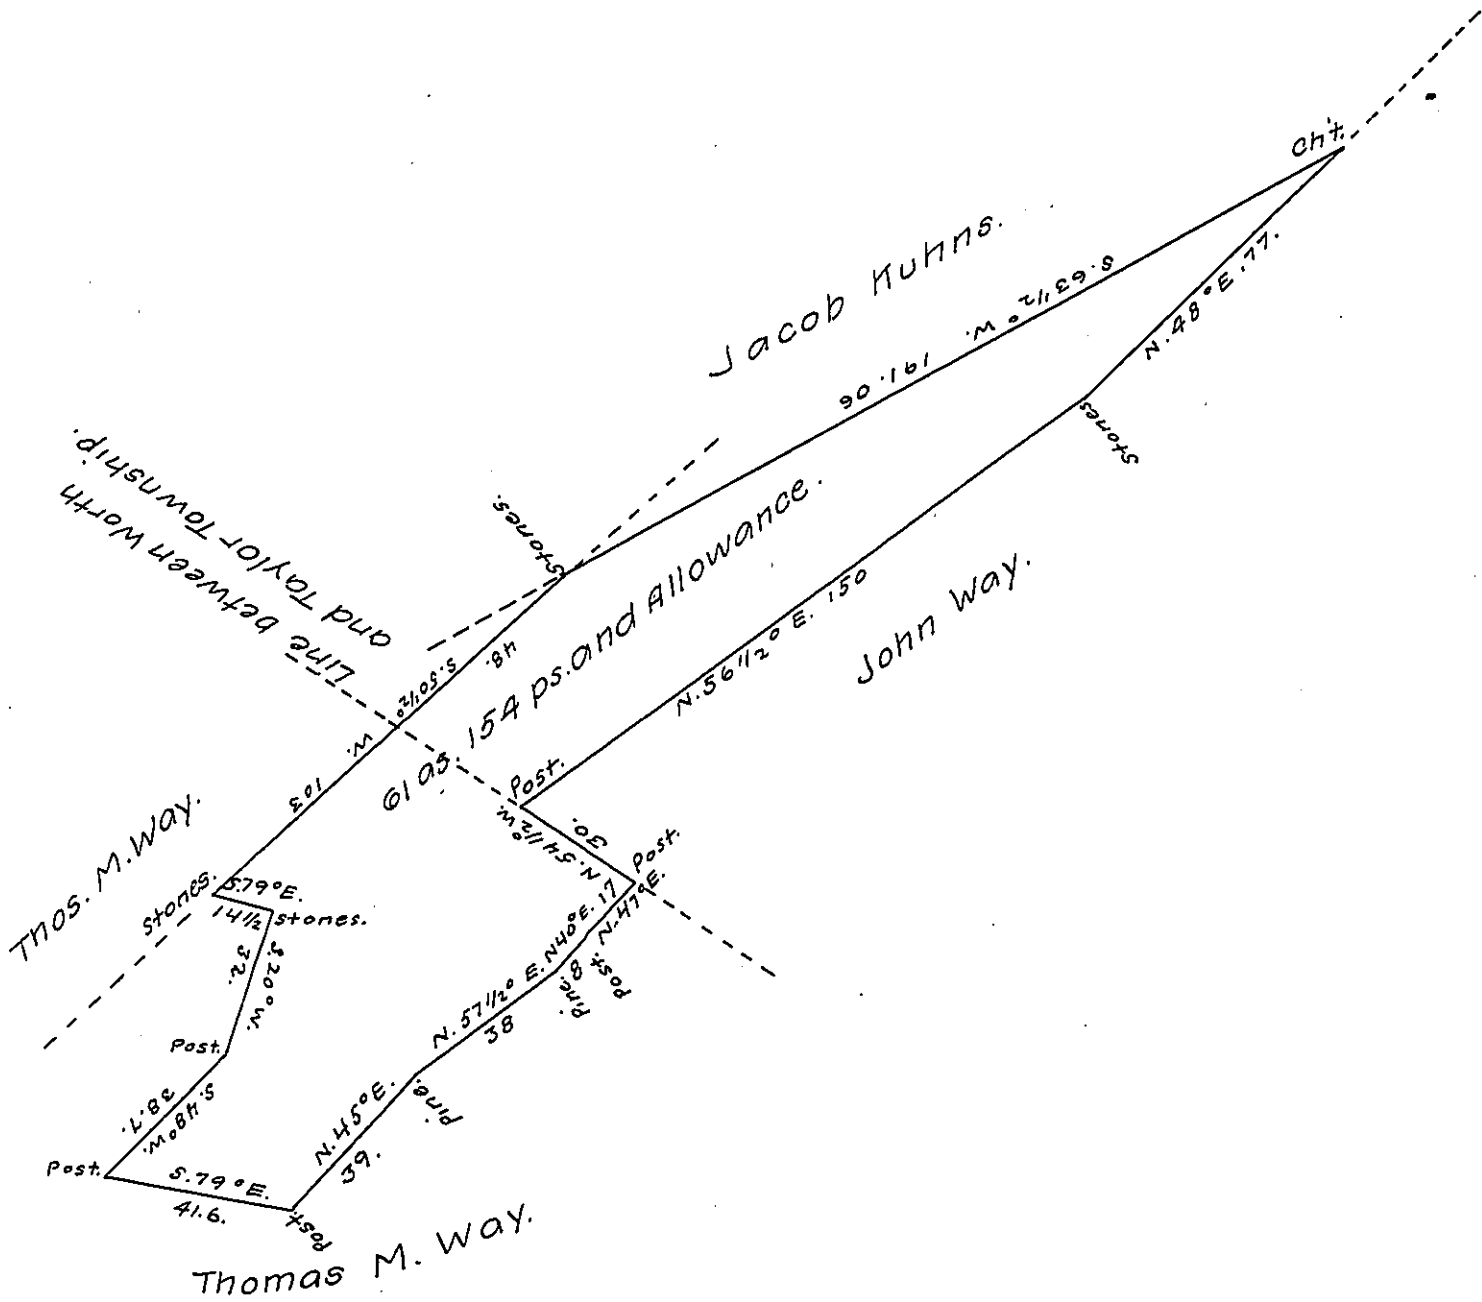 Ch't.
Jacob Kuhns.
S.63 1/2° W.
191.06
N.48°E.77.
Stones
Stones.
Line between Worth
and Taylor Township.
61 as. 154 ps. and Allowance.
N.56 1/2° E. 150
John Way.
48.
S.50 1/2° W.
103
Post.
N.54 1/2° W.
30.
Post.
Thos. M. Way.
Stones.
S.79°E.
14 1/2
stones.
S.20°W.
32.
Post.
S.48°W.
38.7.
Post.
S.79°E.
41.6.
Post.
N.45°E.
39.
Pine.
N.57 1/2° E.
38
Pine.
N40°E.
8
Post.
17
N.47°E.
Thomas M. Way.